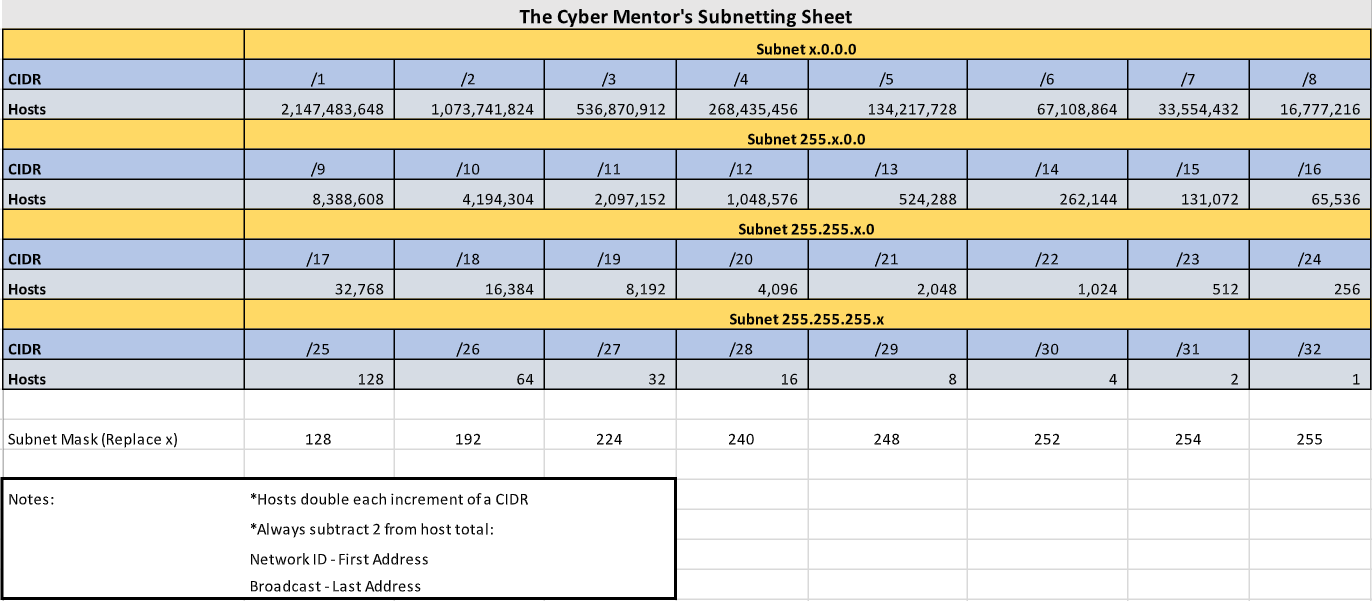 The Cyber Mentor's Subnetting Sheet
Subnet x.0.0.0
CIDR /1 /2 /3 /4 /5 /6 /7 /8
Hosts 2,147,483,648 1,073,741,824 536,870,912 268,435,456 134,217,728 67,108,864 33,554,432 16,777,216
Subnet 255.x.0.0
CIDR /9 /10 /11 /12 /13 /14 /15 /16
Hosts 8,388,608 4,194,304 2,097,152 1,048,576 524,288 262,144 131,072 65,536
Subnet 255.255.x.0
CIDR /17 /18 /19 /20 /21 /22 /23 /24
Hosts 32,768 16,384 8,192 4,096 2,048 1,024 512 256
Subnet 255.255.255.x
CIDR /25 /26 /27 /28 /29 /30 /31 /32
Hosts 128 64 32 16 8 4 2 1
Subnet Mask (Replace x) 128 192 224 240 248 252 254 255
Notes: *Hosts double each increment of a CIDR
*Always subtract 2 from host total:
Network ID - First Address
Broadcast - Last Address